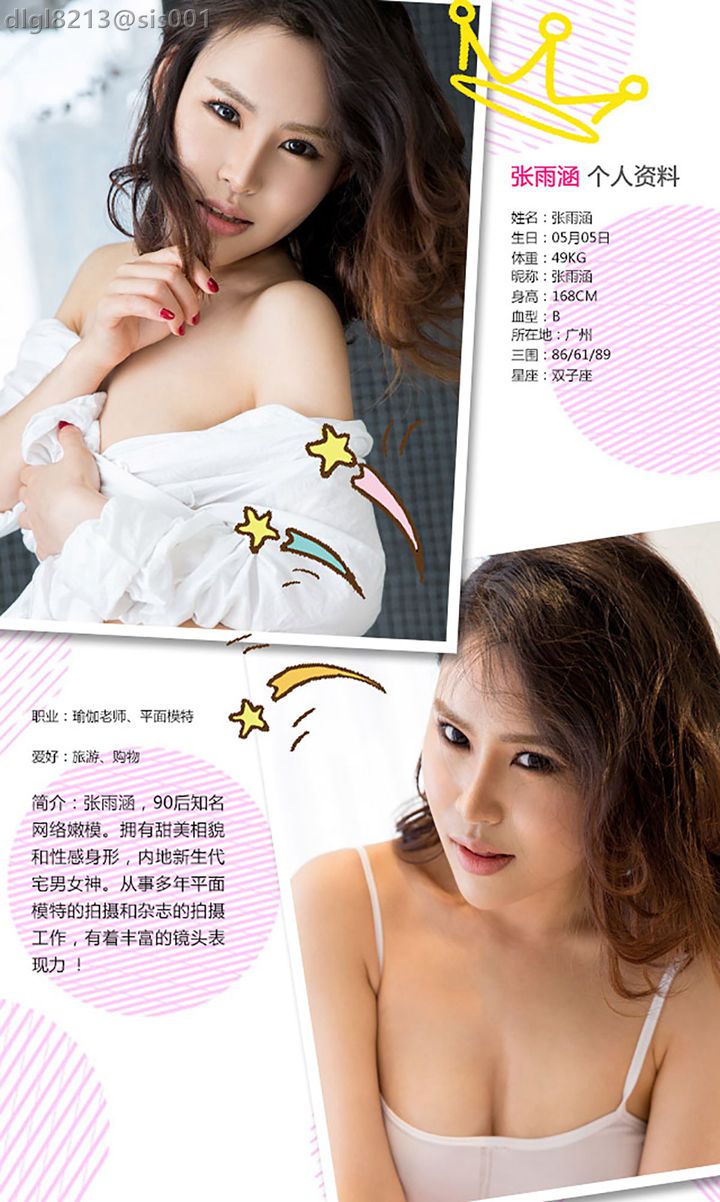 dlgl8213@sis001
张雨涵 个人资料
姓名：张雨涵
生日：05月05日
体重：49KG
昵称：张雨涵
身高：168CM
血型：B
所在地：广州
三围：86/61/89
星座：双子座
职业：瑜伽老师、平面模特
爱好：旅游、购物
简介：张雨涵，90后知名
网络嫩模。拥有甜美相貌
和性感身形，内地新生代
宅男女神。从事多年平面
模特的拍摄和杂志的拍摄
工作，有着丰富的镜头表
现力 ！